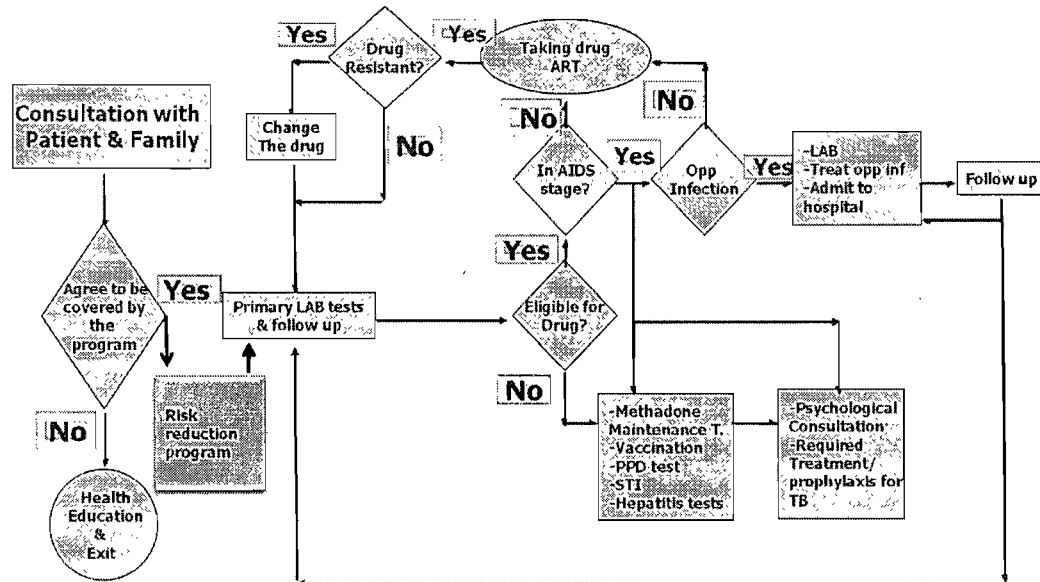 Consultation with
Patient & Family
Agree to be
covered by
the
program
Yes
No
Health
Education
&
Exit
Risk
reduction
program
Primary LAB tests
& follow up
Yes
Drug
Resistant?
Yes
No
Change
The drug
Taking drug
ART
No
In AIDS
stage?
Yes
Eligible for
Drug?
No
Yes
Opp
Infection
No
Yes
-LAB
-Treat opp inf
-Admit to
hospital
Follow up
-Methadone
Maintenance T.
-Vaccination
-PPD test
-STI
-Hepatitis tests
-Psychological
Consultation
-Required
Treatment/
prophylaxis for
TB